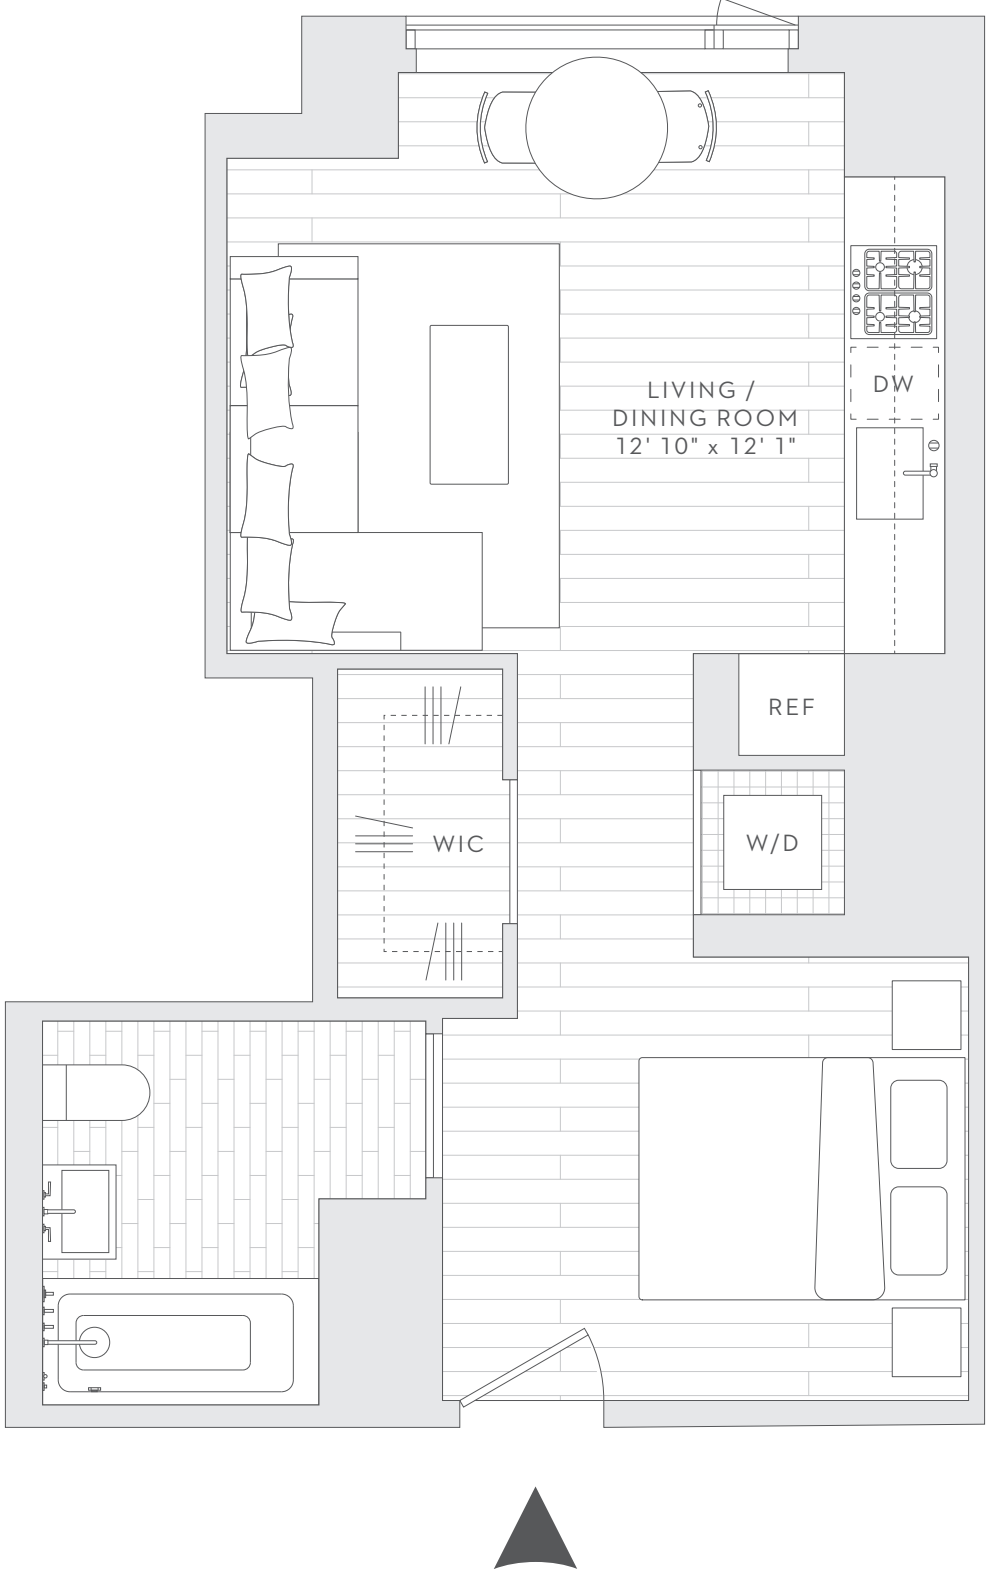 LIVING /
DINING ROOM
12' 10" x 12' 1"
DW
REF
WIC
W/D